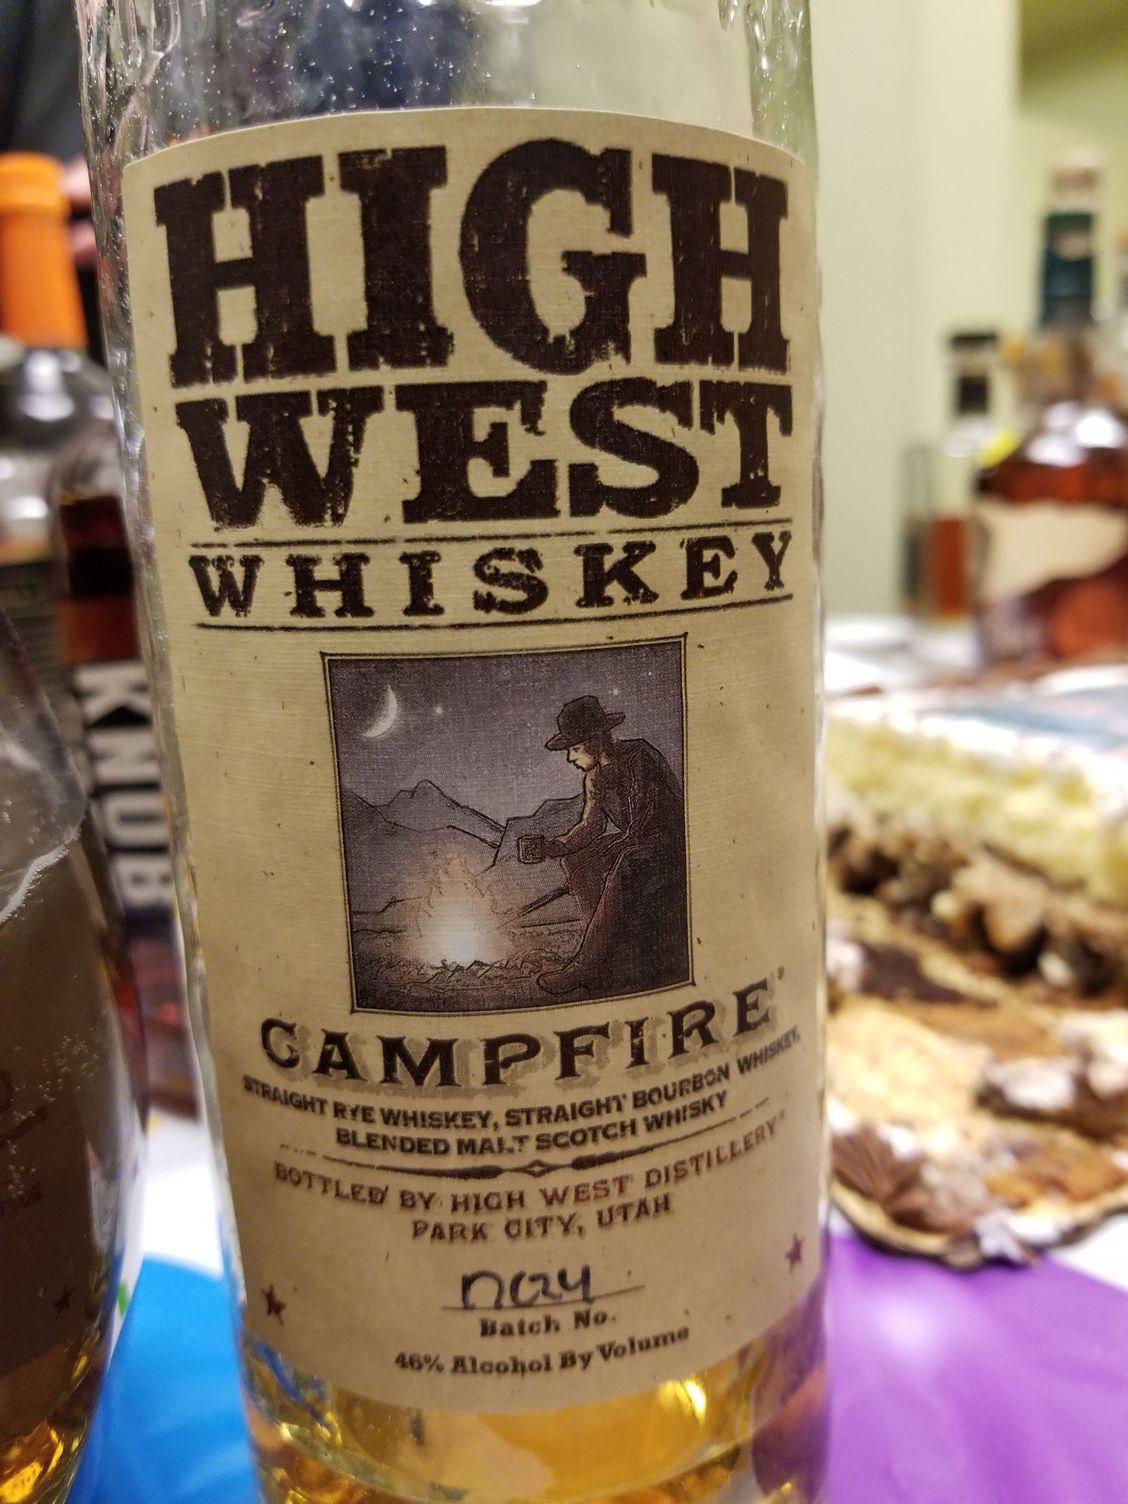 HIGH
WEST
WHISKEY
CAMPFIRE
STRAIGHT RYE WHISKEY, STRAIGHT BOURBON WHISKEY,
BLENDED MALT SCOTCH WHISKY
BOTTLED BY HIGH WEST DISTILLERY®
PARK CITY, UTAH
Batch No.
46% Alcohol By Volume
KNOB